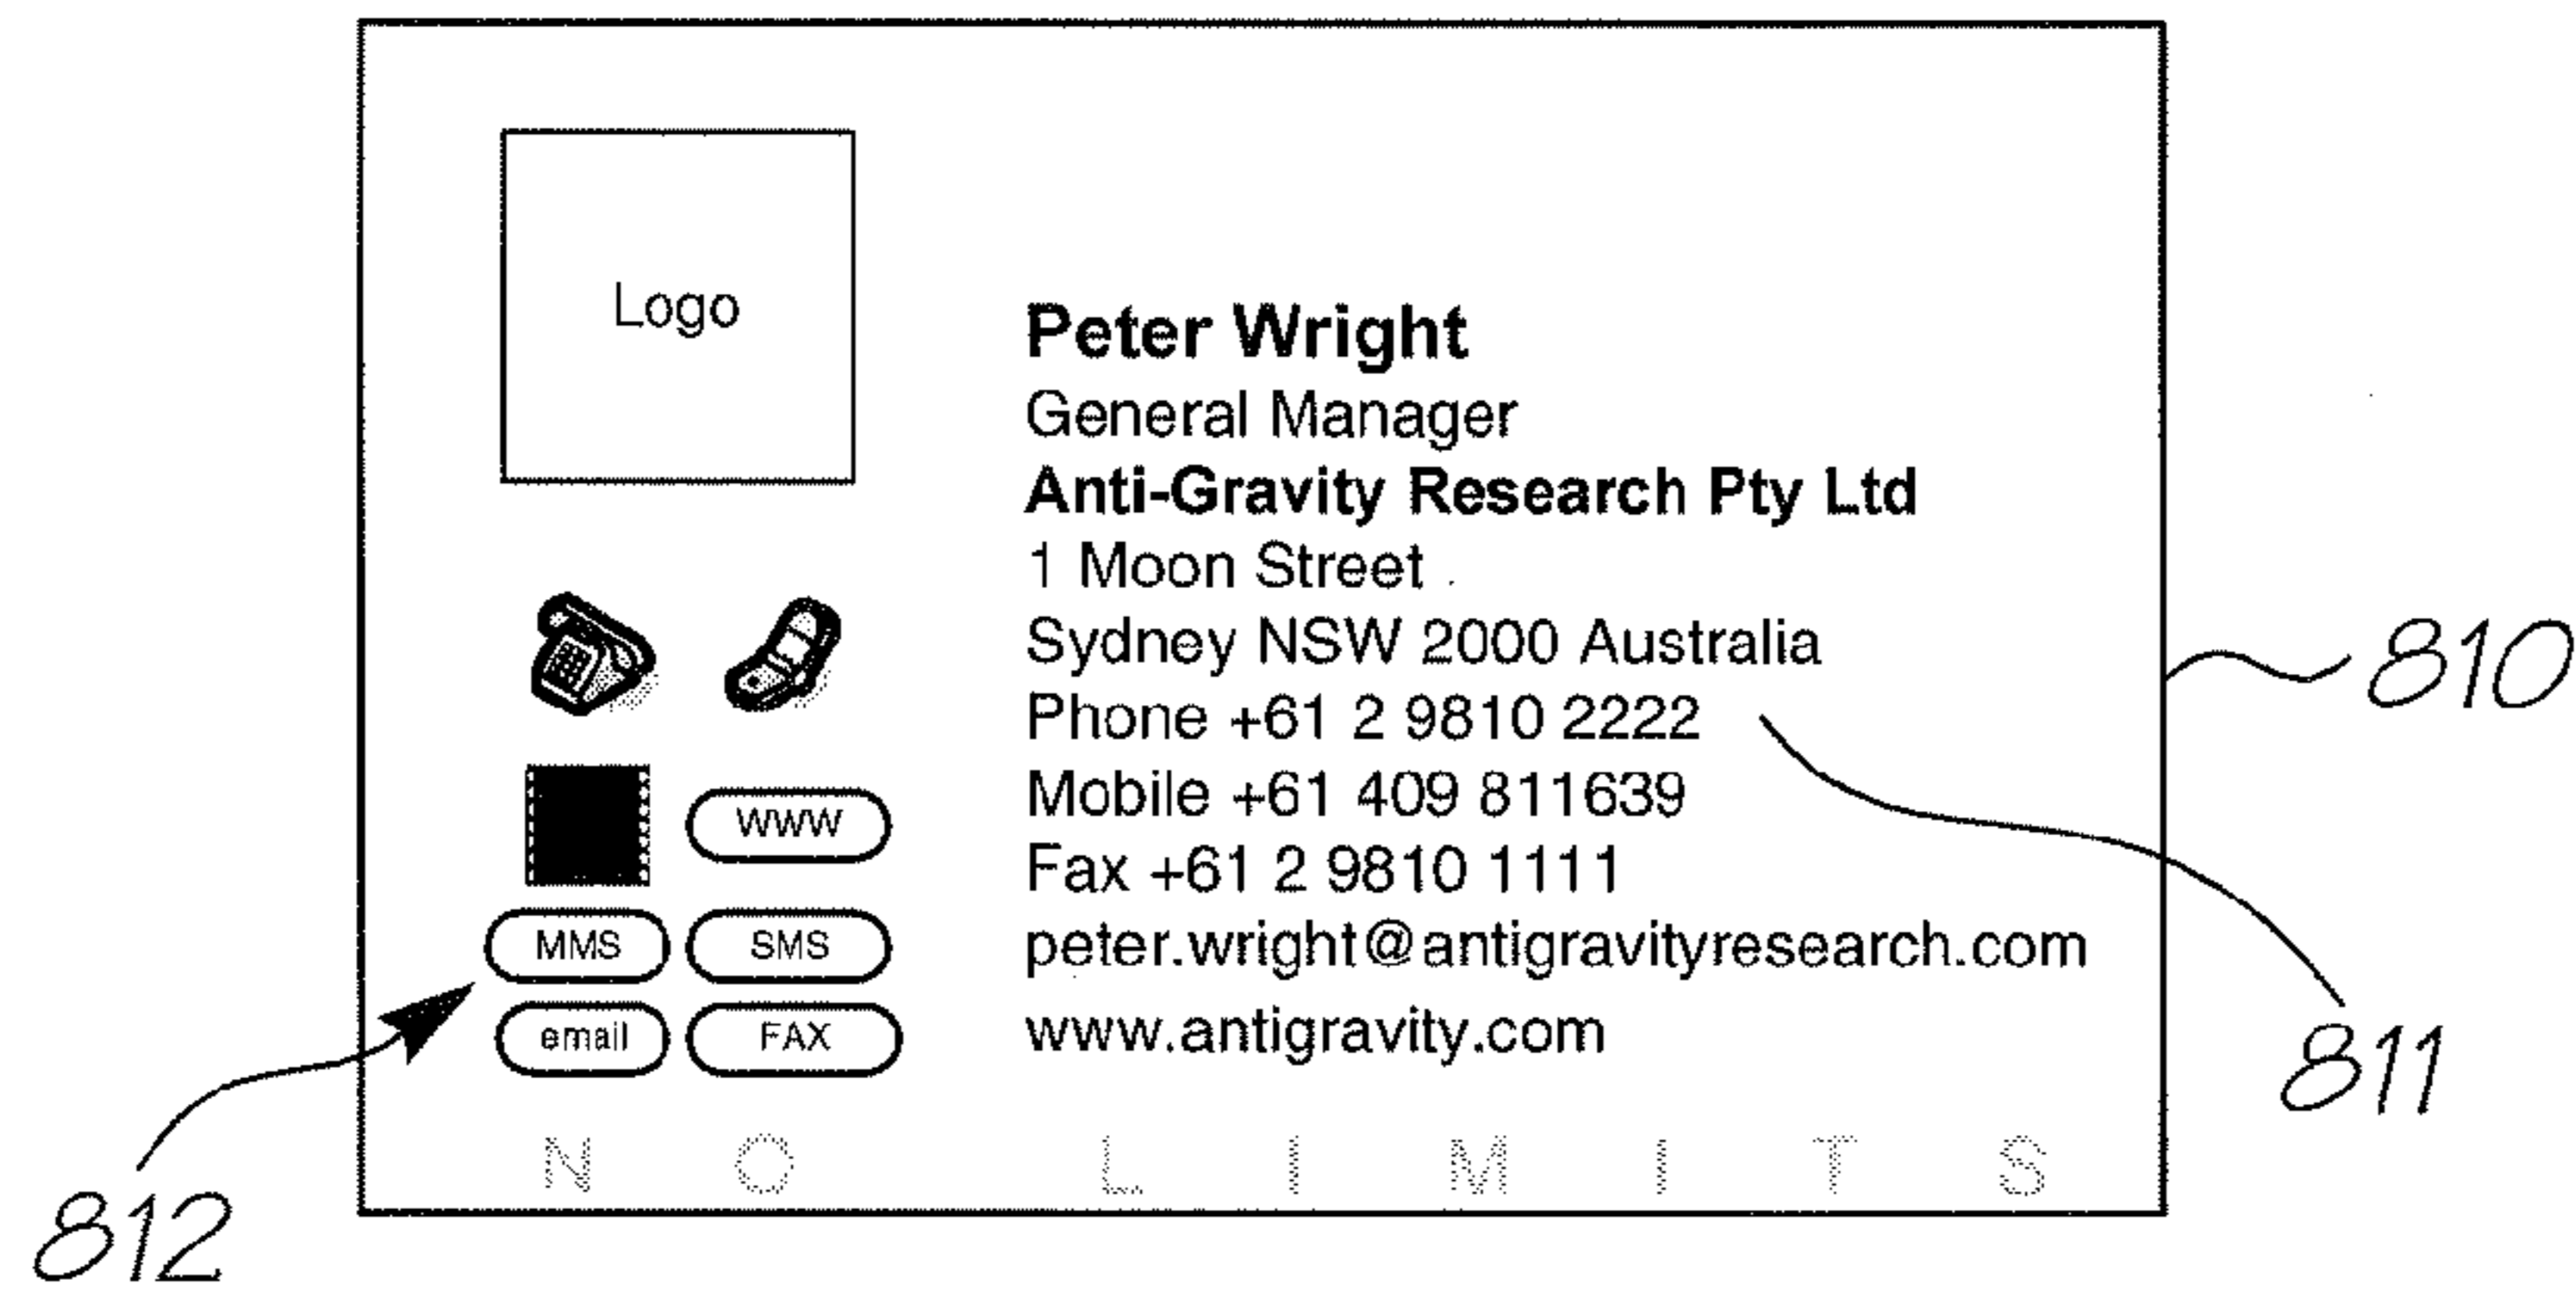 Logo
Peter Wright
General Manager
Anti-Gravity Research Pty Ltd
1 Moon Street
Sydney NSW 2000 Australia
Phone +61 2 9810 2222
Mobile +61 409 811639
Fax +61 2 9810 1111
peter.wright@antigravityresearch.com
www.antigravity.com
WWW
MMS SMS
email FAX
N O L I M I T S
810
811
812